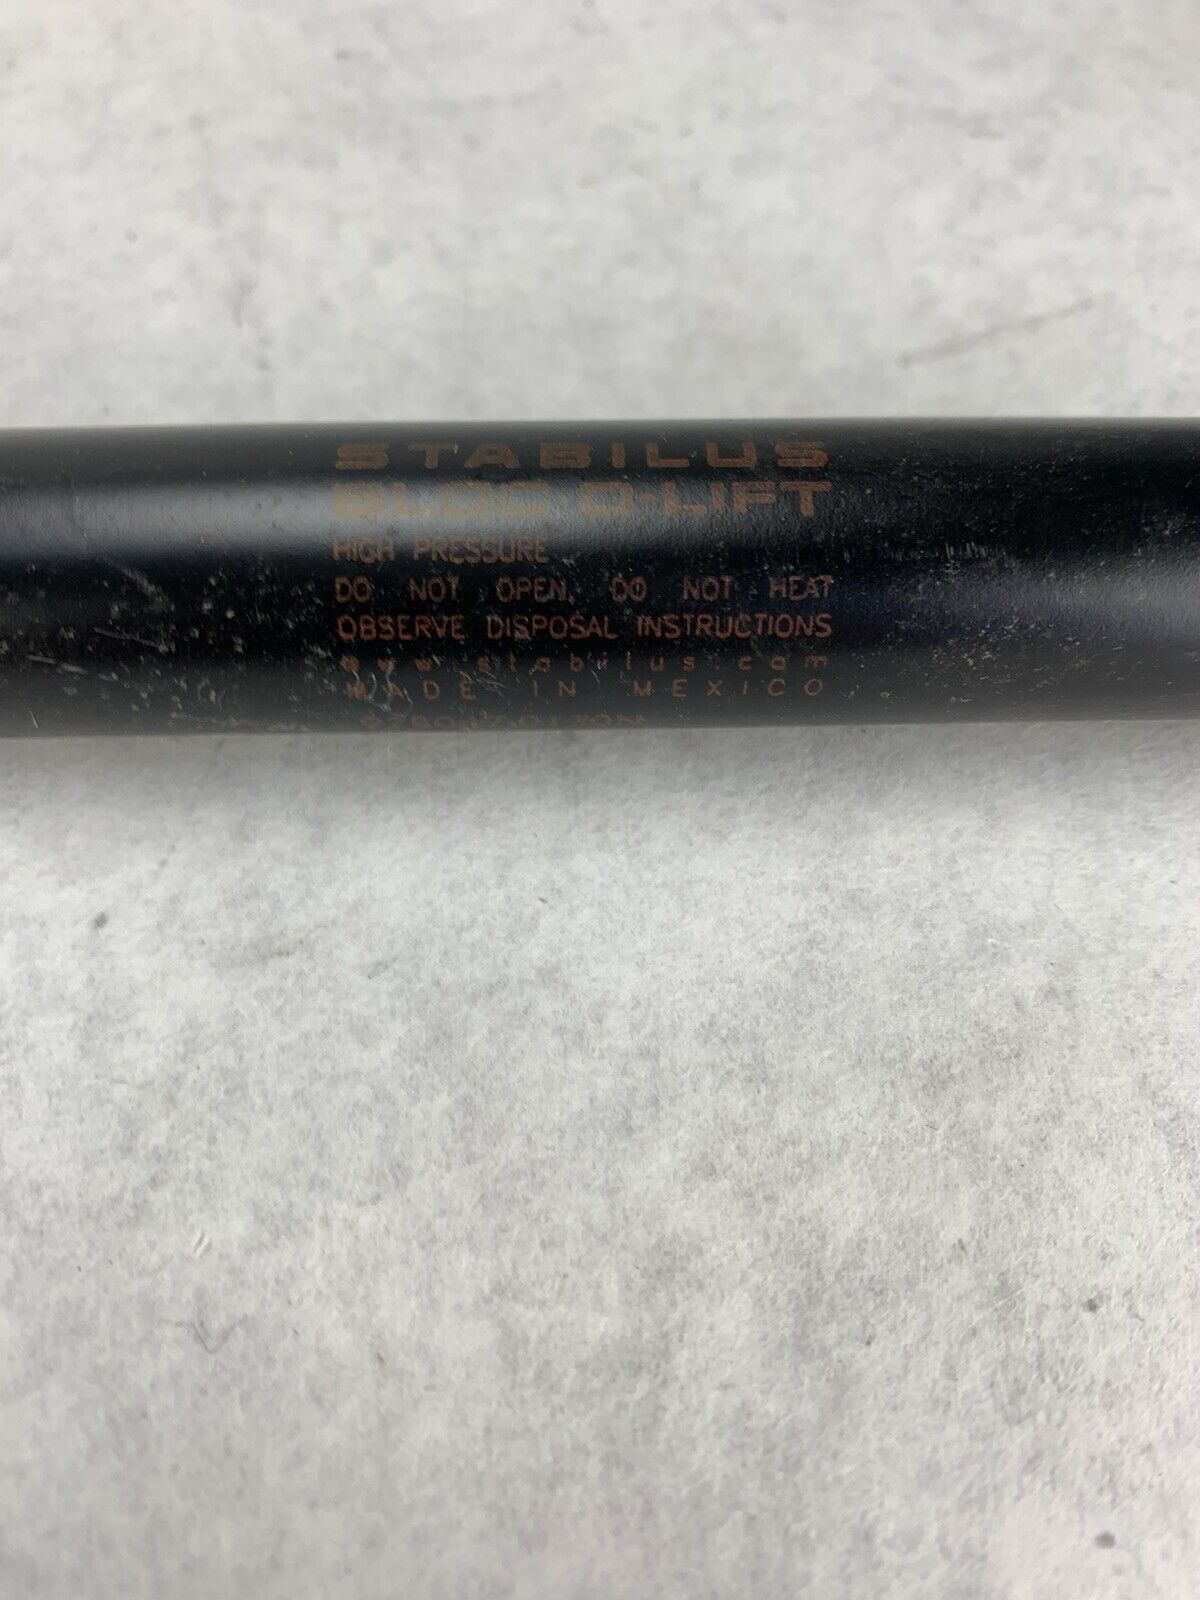 STABILUS
BLOC-O-LIFT
HIGH PRESSURE
DO NOT OPEN, DO NOT HEAT
OBSERVE DISPOSAL INSTRUCTIONS
www.stabilus.com
MADE IN MEXICO